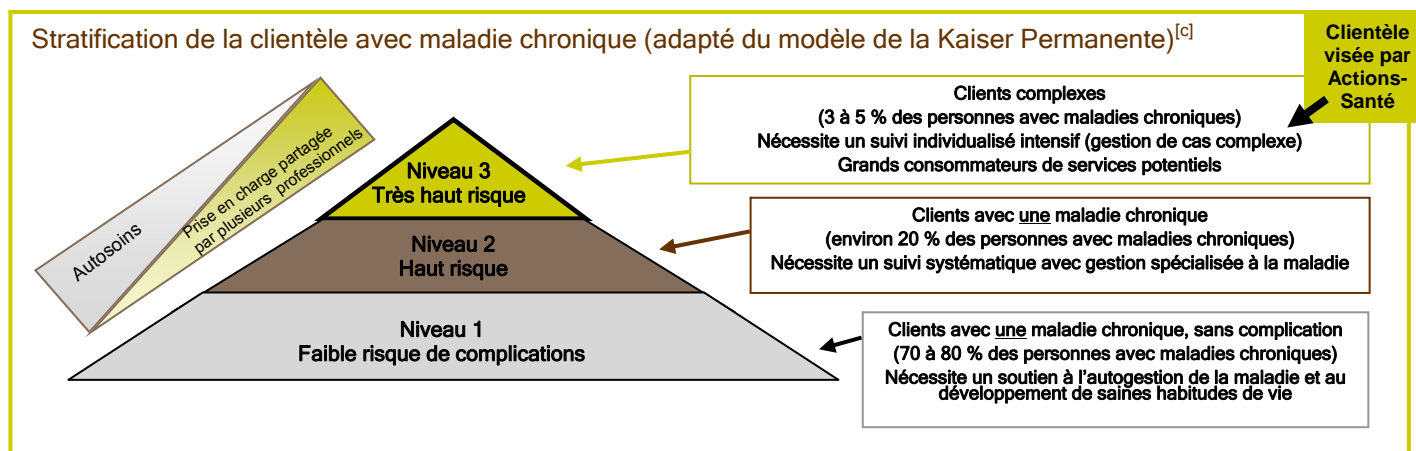 Stratification de la clientèle avec maladie chronique (adapté du modèle de la Kaiser Permanente)[c]
Clientèle
visée par
Actions-
Santé
Autosoins
Prise en charge partagée
par plusieurs professionnels
Niveau 3
Très haut risque
Niveau 2
Haut risque
Niveau 1
Faible risque de complications
Clients complexes
(3 à 5 % des personnes avec maladies chroniques)
Nécessite un suivi individualisé intensif (gestion de cas complexe)
Grands consommateurs de services potentiels
Clients avec une maladie chronique
(environ 20 % des personnes avec maladies chroniques)
Nécessite un suivi systématique avec gestion spécialisée à la maladie
Clients avec une maladie chronique, sans complication
(70 à 80 % des personnes avec maladies chroniques)
Nécessite un soutien à l'autogestion de la maladie et au
développement de saines habitudes de vie